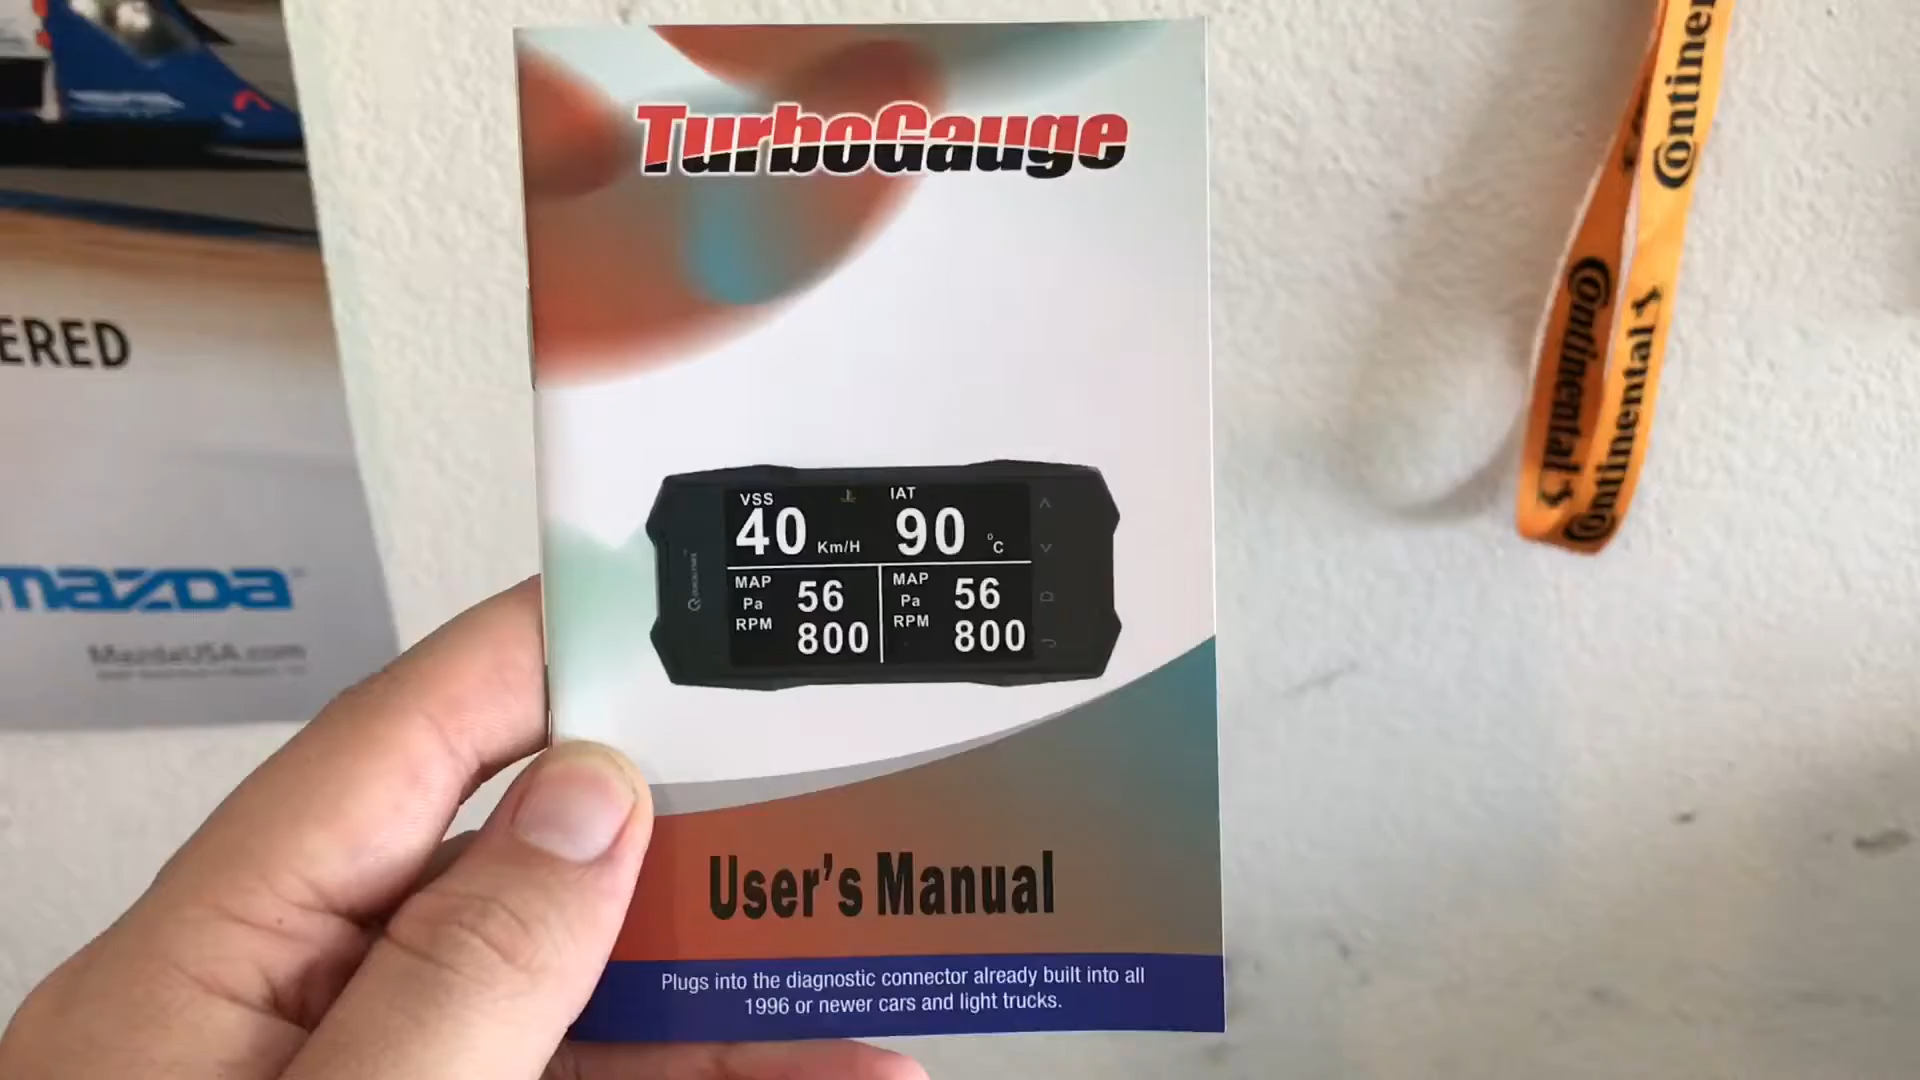 TurboGauge
VSS
40 Km/H
IAT
90 °C
MAP
Pa
RPM
56
800
MAP
Pa
RPM
56
800
User's Manual
Plugs into the diagnostic connector already built into all
1996 or newer cars and light trucks.
ERED
mazda
MazdaUSA.com
Continen
Continental
Continental